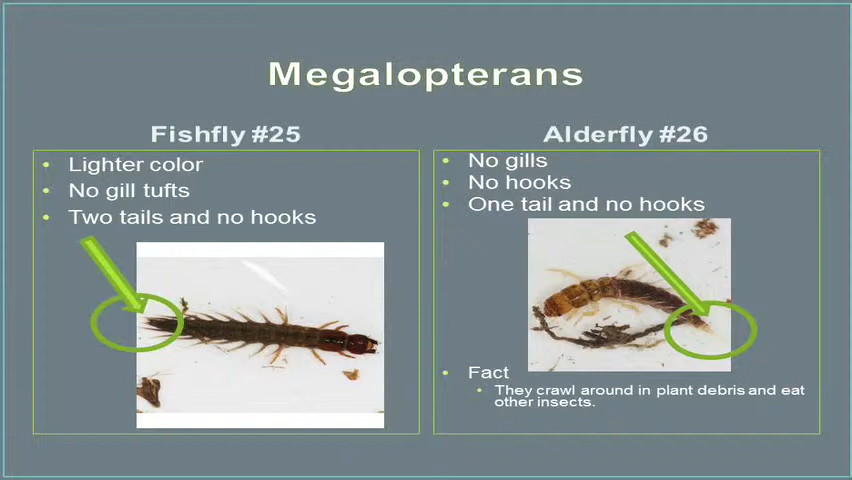 Megalopterans
Fishfly #25
Lighter color
No gill tufts
Two tails and no hooks
Alderfly #26
No gills
No hooks
One tail and no hooks
Fact
They crawl around in plant debris and eat
other insects.